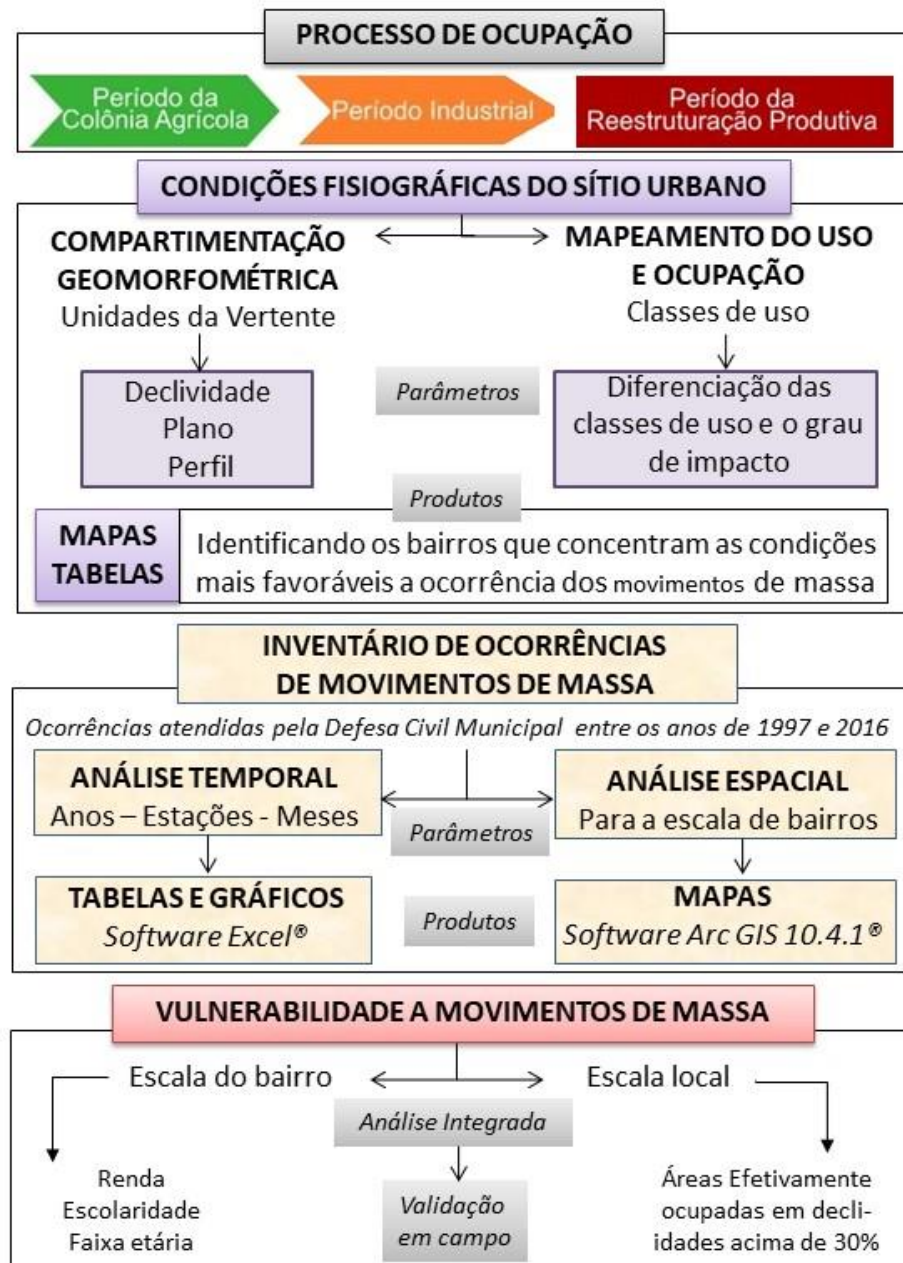 PROCESSO DE OCUPAÇÃO
Período da
Colônia Agrícola
Período Industrial
Período da
Reestruturação Produtiva
CONDIÇÕES FISIOGRÁFICAS DO SÍTIO URBANO
COMPARTIMENTAÇÃO
GEOMORFOMÉTRICA
Unidades da Vertente
MAPEAMENTO DO USO
E OCUPAÇÃO
Classes de uso
Declividade
Plano
Perfil
Parâmetros
Diferenciação das
classes de uso e o grau
de impacto
Produtos
MAPAS
TABELAS
Identificando os bairros que concentram as condições
mais favoráveis a ocorrência dos movimentos de massa
INVENTÁRIO DE OCORRÊNCIAS
DE MOVIMENTOS DE MASSA
Ocorrências atendidas pela Defesa Civil Municipal entre os anos de 1997 e 2016
ANÁLISE TEMPORAL
Anos – Estações - Meses
Parâmetros
ANÁLISE ESPACIAL
Para a escala de bairros
TABELAS E GRÁFICOS
Software Excel®
Produtos
MAPAS
Software Arc GIS 10.4.1®
VULNERABILIDADE A MOVIMENTOS DE MASSA
Escala do bairro
Escala local
Análise Integrada
Renda
Escolaridade
Faixa etária
Validação
em campo
Áreas Efetivamente
ocupadas em decli-
vidades acima de 30%